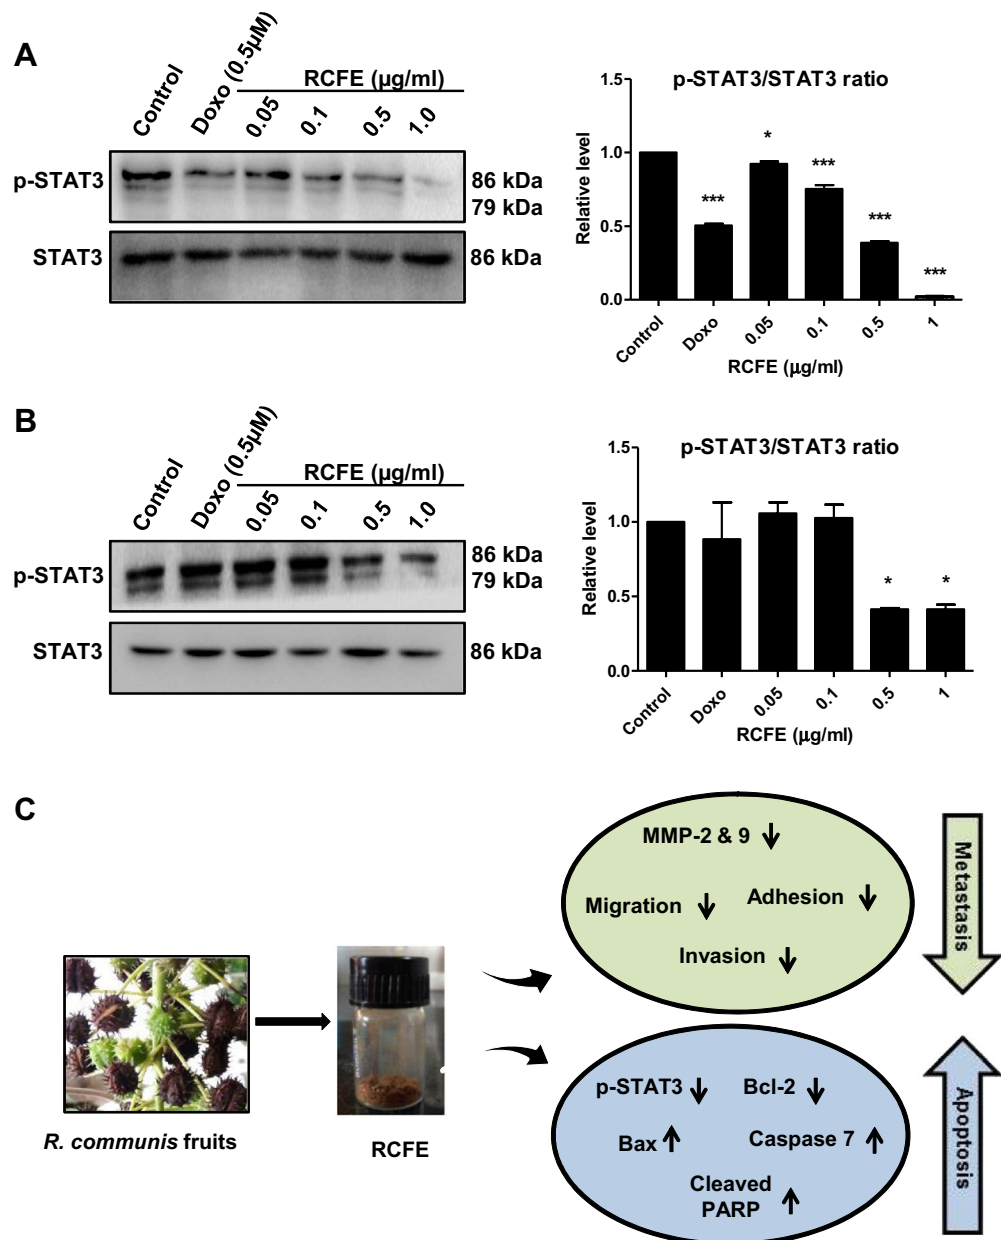 A
Control
Doxo (0.5µM)
RCFE (µg/ml)
0.05
0.1
0.5
1.0
p-STAT3
86 kDa
79 kDa
STAT3
86 kDa
p-STAT3/STAT3 ratio
Relative level
1.5
1.0
0.5
0.0
*
***
***
***
***
Control
Doxo
0.05
0.1
0.5
1
RCFE (µg/ml)
B
Control
Doxo (0.5µM)
RCFE (µg/ml)
0.05
0.1
0.5
1.0
p-STAT3
86 kDa
79 kDa
STAT3
86 kDa
p-STAT3/STAT3 ratio
Relative level
1.5
1.0
0.5
0.0
*
*
Control
Doxo
0.05
0.1
0.5
1
RCFE (µg/ml)
C
R. communis fruits
RCFE
MMP-2 & 9 ↓
Migration ↓
Adhesion ↓
Invasion ↓
Metastasis
p-STAT3 ↓
Bcl-2 ↓
Bax ↑
Caspase 7 ↑
Cleaved
PARP ↑
Apoptosis